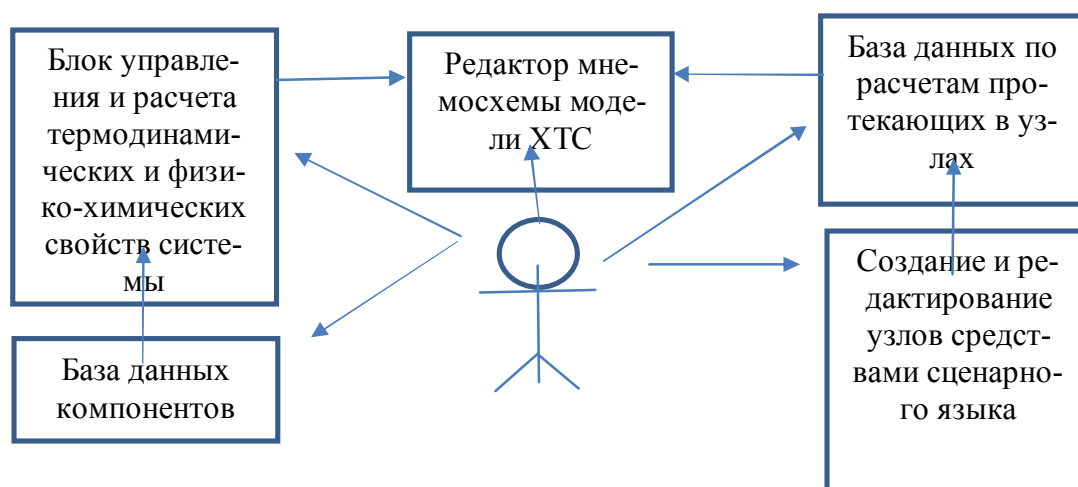 Блок управле-
ния и расчета
термодинами-
ческих и физи-
ко-химических
свойств систе-
мы
База данных
компонентов
Редактор мне-
мосхемы моде-
ли ХТС
База данных по
расчетам про-
текающих в уз-
лах
Создание и ре-
дактирование
узлов средст-
вами сценарно-
го языка